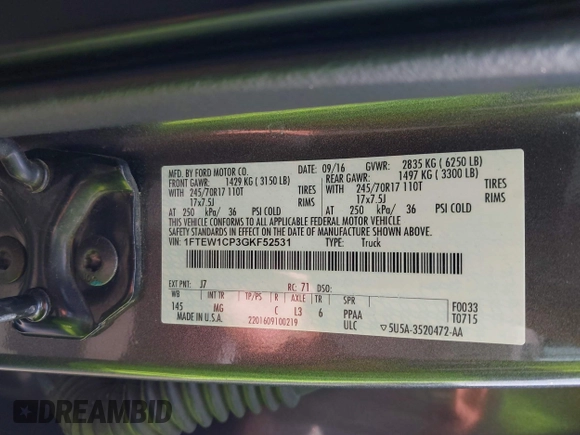 MFD. BY FORD MOTOR CO.
DATE: 09/16 GVWR: 2835 KG ( 6250 LB)
FRONT GAWR: 1429 KG ( 3150 LB) REAR GAWR: 1497 KG ( 3300 LB)
WITH 245/70R17 110T TIRES WITH 245/70R17 110T TIRES
17x7.5J RIMS 17x7.5J RIMS
AT 250 kPa/ 36 PSI COLD AT 250 kPa/ 36 PSI COLD
THIS VEHICLE CONFORMS TO ALL APPLICABLE FEDERAL MOTOR VEHICLE
SAFETY STANDARDS IN EFFECT ON THE DATE OF MANUFACTURE SHOWN ABOVE.
VIN: 1FTEW1CP3GKF52531 TYPE: Truck
EXT PNT: J7 RC: 71
WB INT TR TP/PS R AXLE TR SPR
145 MG C L3 6 PPAA
F0033
T0715
MADE IN U.S.A. 2201609100219 ULC
▽5U5A-3520472-AA
DREAMBID